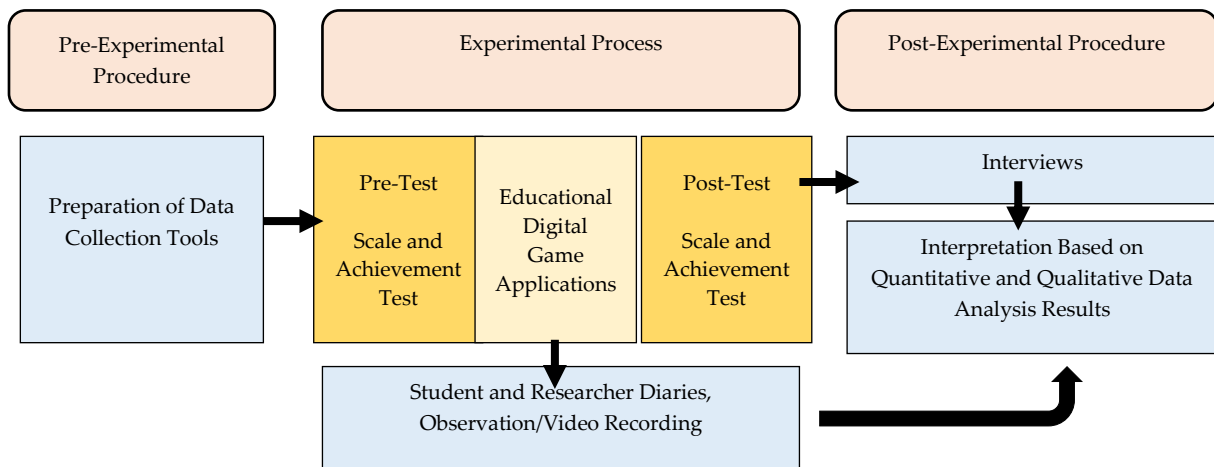 Pre-Experimental
Procedure
Experimental Process
Post-Experimental Procedure
Preparation of Data
Collection Tools
Pre-Test
Scale and
Achievement
Test
Educational
Digital
Game
Applications
Post-Test
Scale and
Achievement
Test
Interviews
Interpretation Based on
Quantitative and Qualitative Data
Analysis Results
Student and Researcher Diaries,
Observation/Video Recording